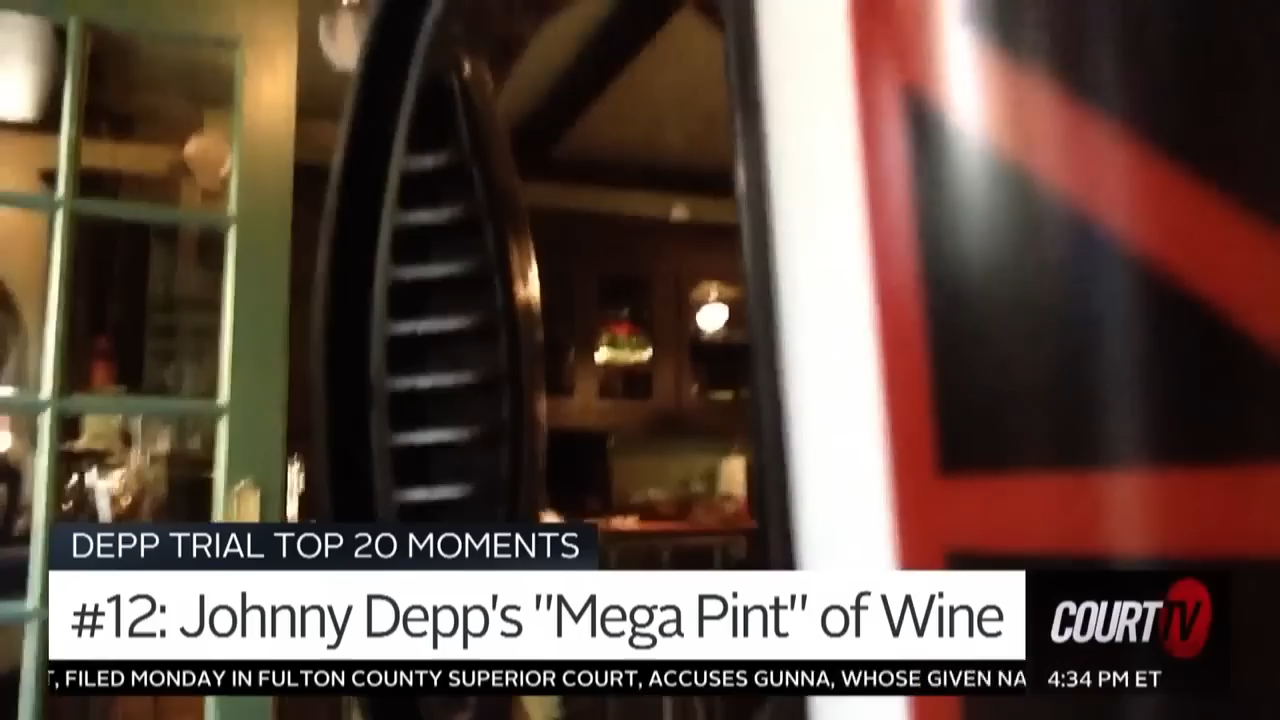 DEPP TRIAL TOP 20 MOMENTS
#12: Johnny Depp's "Mega Pint" of Wine
COURT TV
, FILED MONDAY IN FULTON COUNTY SUPERIOR COURT, ACCUSES GUNNA, WHOSE GIVEN NA
4:34 PM ET